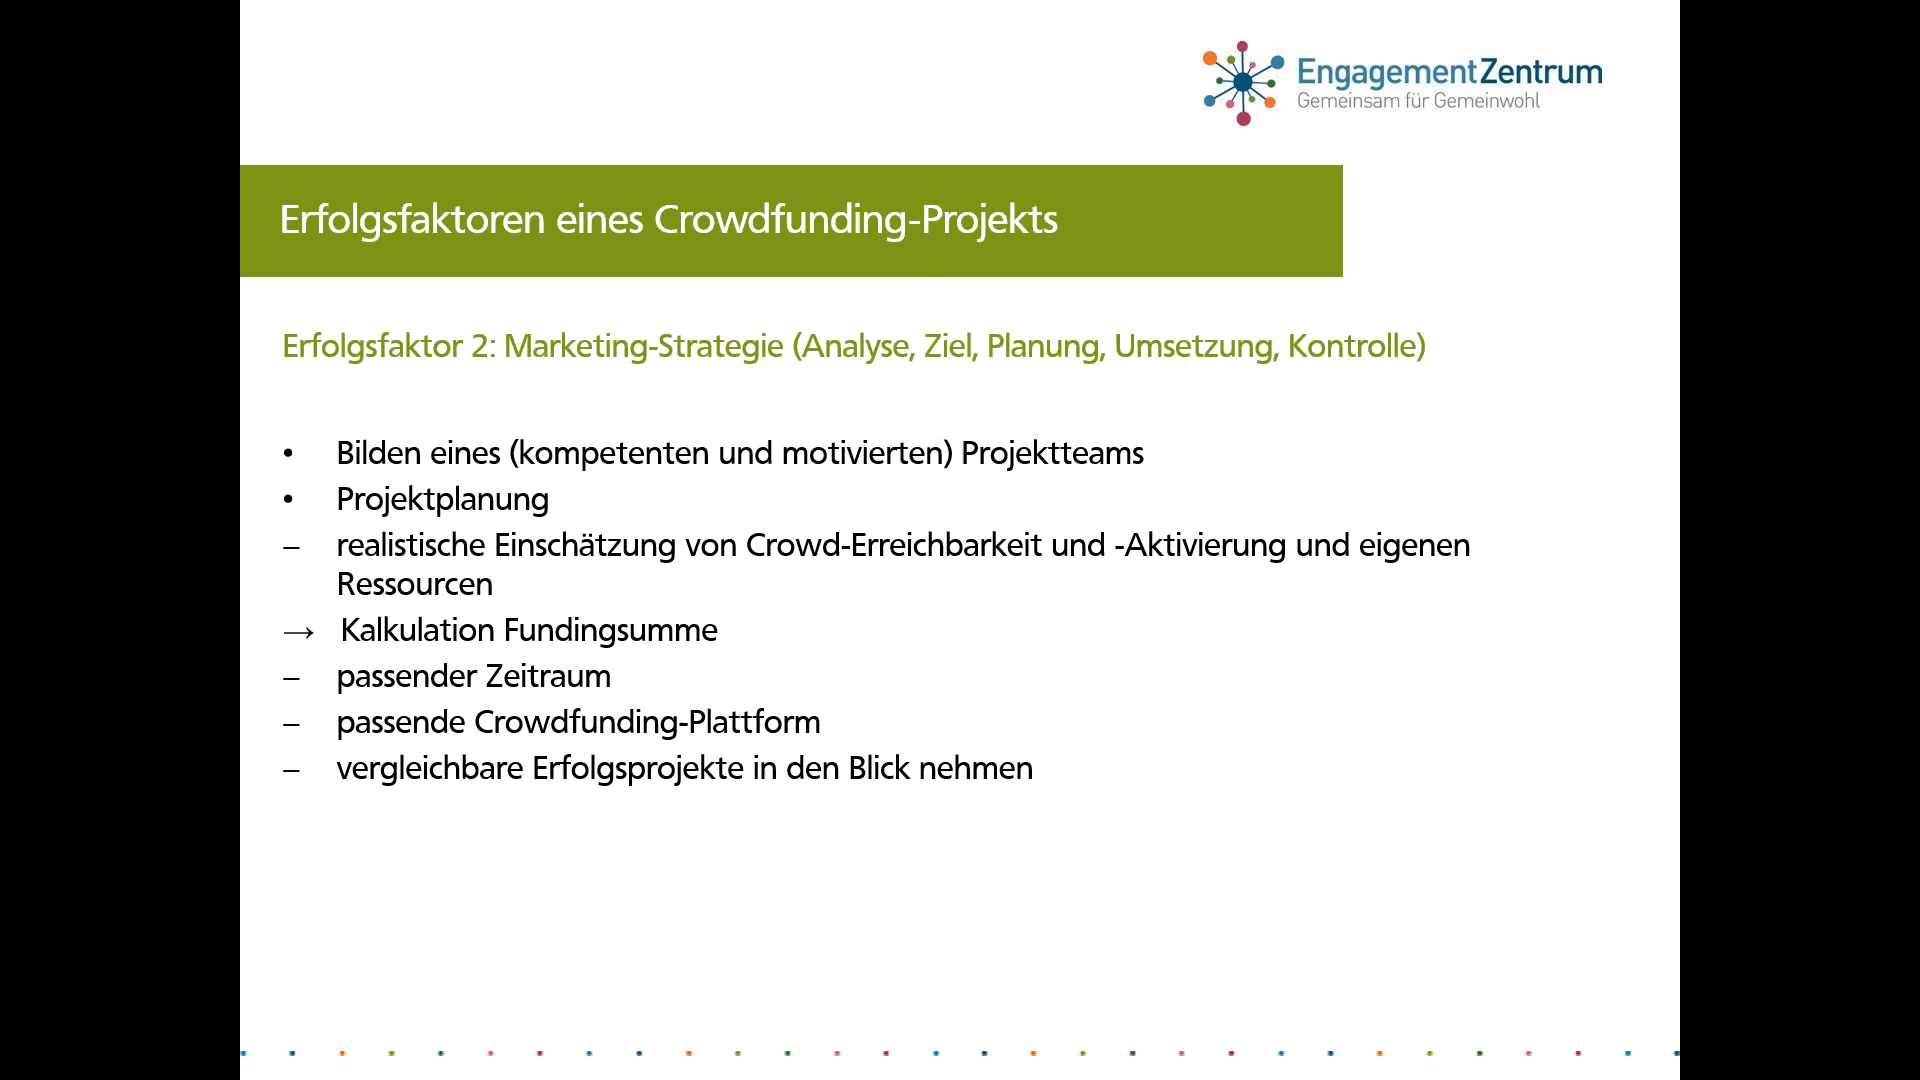 EngagementZentrum
Gemeinsam für Gemeinwohl
Erfolgsfaktoren eines Crowdfunding-Projekts
Erfolgsfaktor 2: Marketing-Strategie (Analyse, Ziel, Planung, Umsetzung, Kontrolle)
• Bilden eines (kompetenten und motivierten) Projektteams
• Projektplanung
– realistische Einschätzung von Crowd-Erreichbarkeit und -Aktivierung und eigenen
Ressourcen
→ Kalkulation Fundingsumme
– passender Zeitraum
– passende Crowdfunding-Plattform
– vergleichbare Erfolgsprojekte in den Blick nehmen